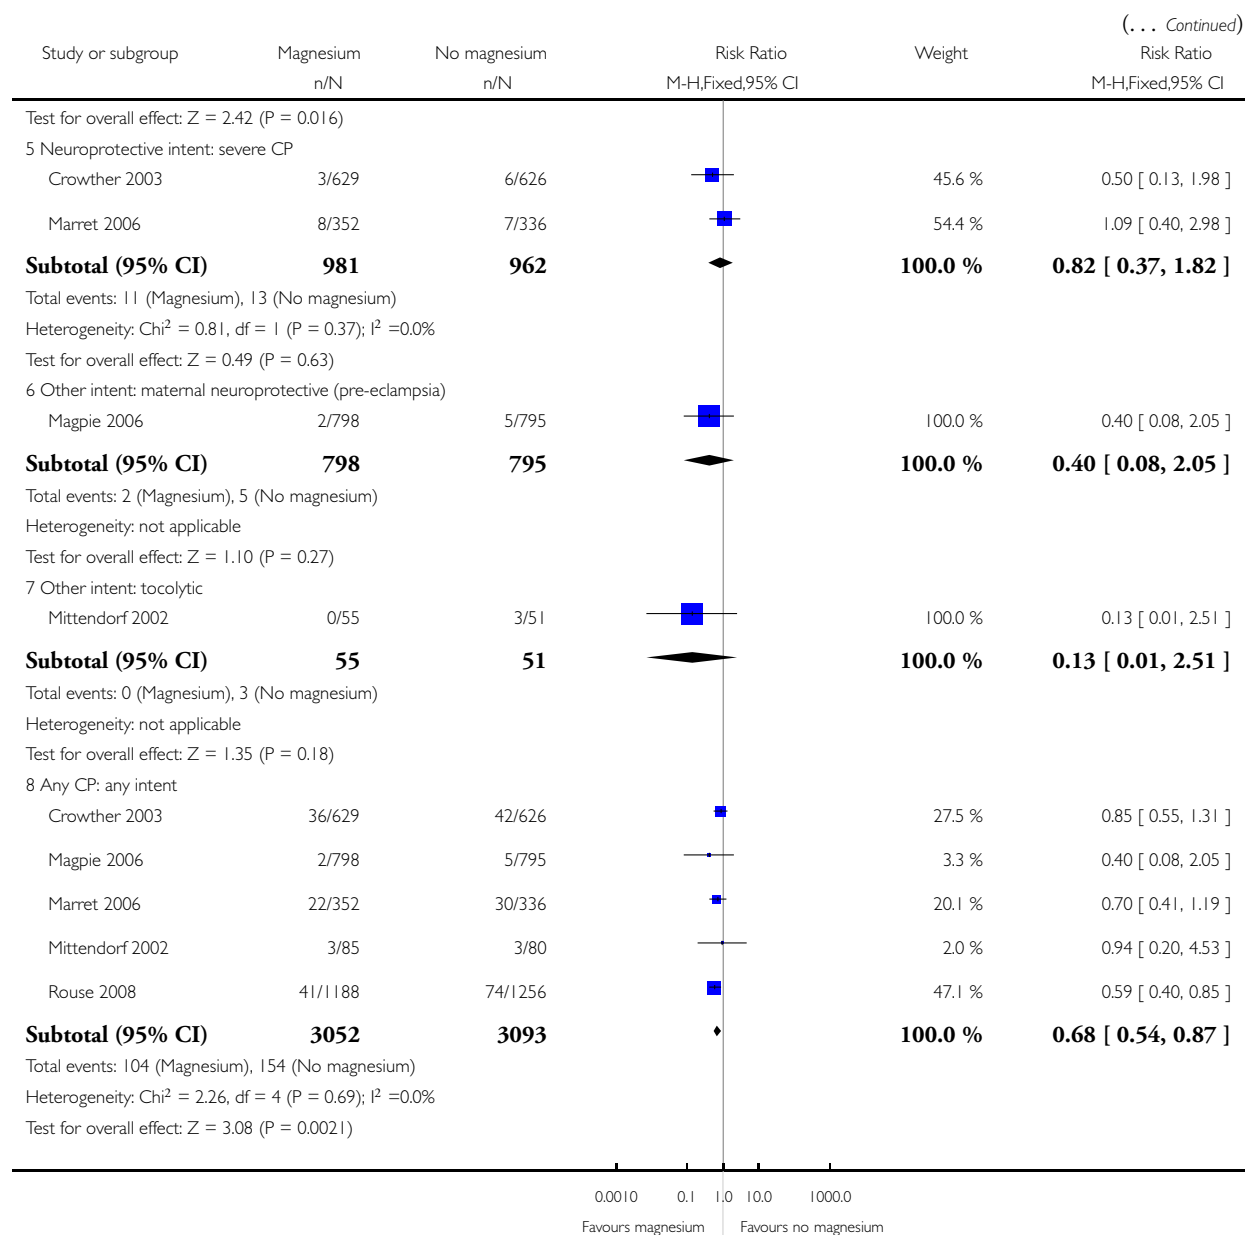 (... Continued)
Study or subgroup Magnesium No magnesium Risk Ratio Weight Risk Ratio
n/N n/N M-H,Fixed,95% CI M-H,Fixed,95% CI
Test for overall effect: Z = 2.42 (P = 0.016)
5 Neuroprotective intent: severe CP
Crowther 2003 3/629 6/626 45.6 % 0.50 [ 0.13, 1.98 ]
Marret 2006 8/352 7/336 54.4 % 1.09 [ 0.40, 2.98 ]
Subtotal (95% CI) 981 962 100.0 % 0.82 [ 0.37, 1.82 ]
Total events: 11 (Magnesium), 13 (No magnesium)
Heterogeneity: Chi² = 0.81, df = 1 (P = 0.37); I² =0.0%
Test for overall effect: Z = 0.49 (P = 0.63)
6 Other intent: maternal neuroprotective (pre-eclampsia)
Magpie 2006 2/798 5/795 100.0 % 0.40 [ 0.08, 2.05 ]
Subtotal (95% CI) 798 795 100.0 % 0.40 [ 0.08, 2.05 ]
Total events: 2 (Magnesium), 5 (No magnesium)
Heterogeneity: not applicable
Test for overall effect: Z = 1.10 (P = 0.27)
7 Other intent: tocolytic
Mittendorf 2002 0/55 3/51 100.0 % 0.13 [ 0.01, 2.51 ]
Subtotal (95% CI) 55 51 100.0 % 0.13 [ 0.01, 2.51 ]
Total events: 0 (Magnesium), 3 (No magnesium)
Heterogeneity: not applicable
Test for overall effect: Z = 1.35 (P = 0.18)
8 Any CP: any intent
Crowther 2003 36/629 42/626 27.5 % 0.85 [ 0.55, 1.31 ]
Magpie 2006 2/798 5/795 3.3 % 0.40 [ 0.08, 2.05 ]
Marret 2006 22/352 30/336 20.1 % 0.70 [ 0.41, 1.19 ]
Mittendorf 2002 3/85 3/80 2.0 % 0.94 [ 0.20, 4.53 ]
Rouse 2008 41/1188 74/1256 47.1 % 0.59 [ 0.40, 0.85 ]
Subtotal (95% CI) 3052 3093 100.0 % 0.68 [ 0.54, 0.87 ]
Total events: 104 (Magnesium), 154 (No magnesium)
Heterogeneity: Chi² = 2.26, df = 4 (P = 0.69); I² =0.0%
Test for overall effect: Z = 3.08 (P = 0.0021)
0.0010 0.1 1.0 10.0 1000.0
Favours magnesium Favours no magnesium